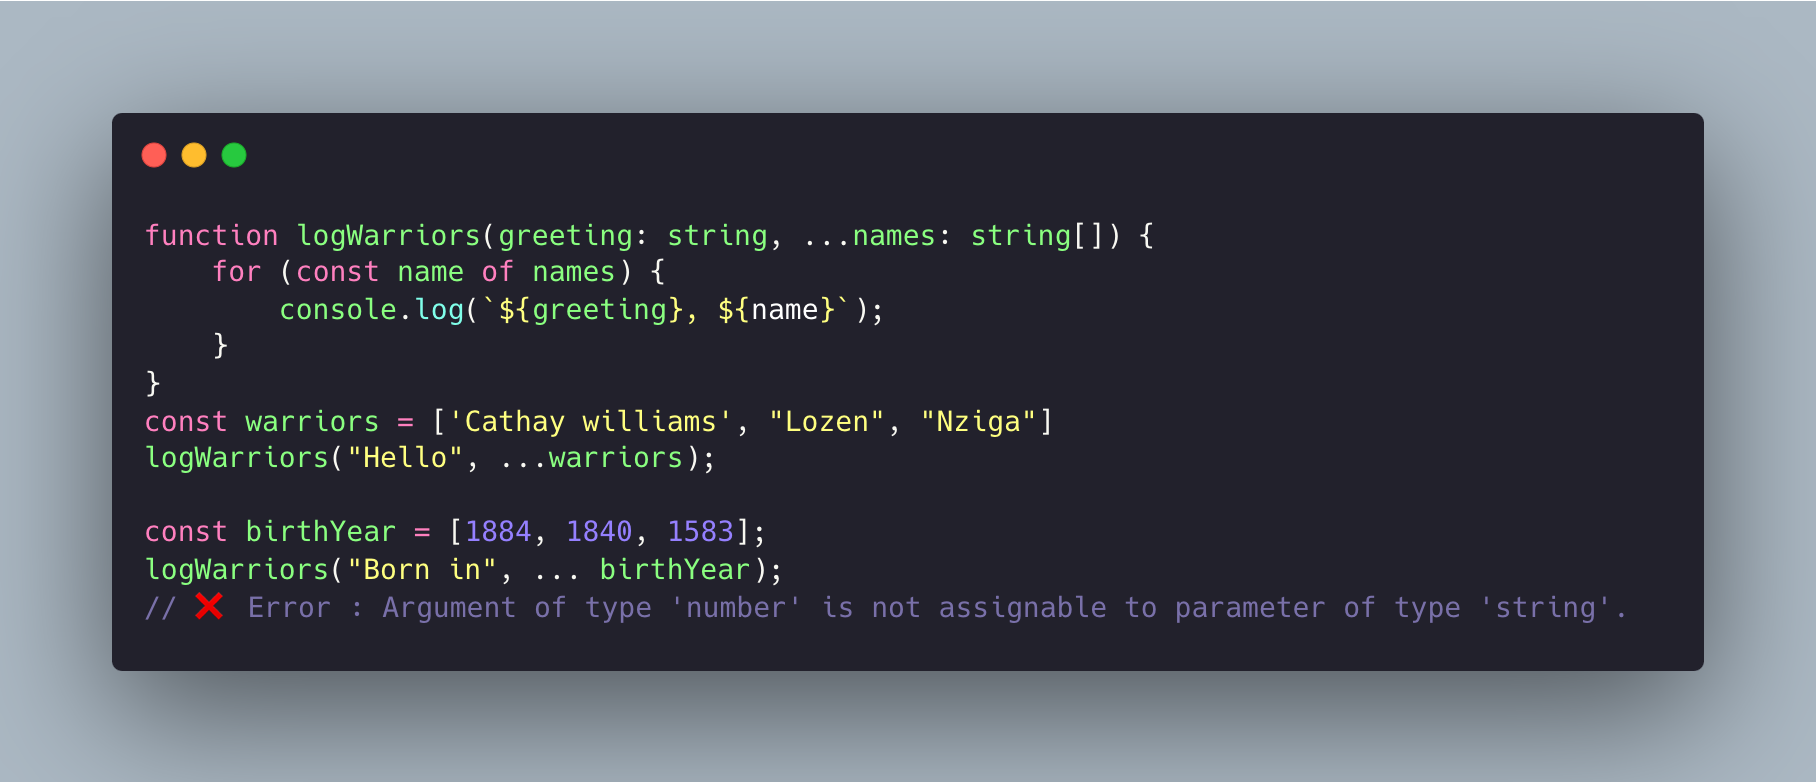 function logWarriors(greeting: string, ...names: string[]) {
    for (const name of names) {
        console.log(`${greeting}, ${name}`);
    }
}
const warriors = ['Cathay williams', "Lozen", "Nziga"]
logWarriors("Hello", ...warriors);
const birthYear = [1884, 1840, 1583];
logWarriors("Born in", ... birthYear);
// ❌ Error : Argument of type 'number' is not assignable to parameter of type 'string'.